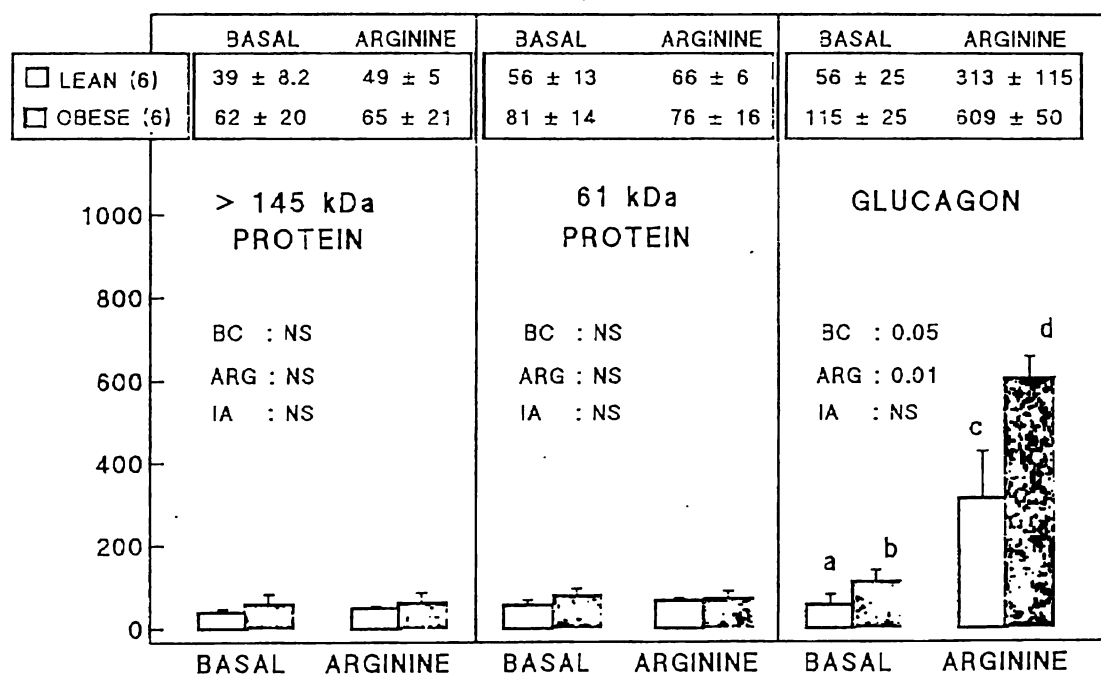 BASAL ARGININE BASAL ARGININE BASAL ARGININE
LEAN (6) 39 ± 8.2 49 ± 5 56 ± 13 66 ± 6 56 ± 25 313 ± 115
OBESE (6) 62 ± 20 65 ± 21 81 ± 14 76 ± 16 115 ± 25 609 ± 50
> 145 kDa
PROTEIN
61 kDa
PROTEIN
GLUCAGON
1000
800
600
400
200
0
BC : NS
ARG : NS
IA : NS
BC : NS
ARG : NS
IA : NS
BC : 0.05
ARG : 0.01
IA : NS
a
b
c
d
BASAL ARGININE BASAL ARGININE BASAL ARGININE